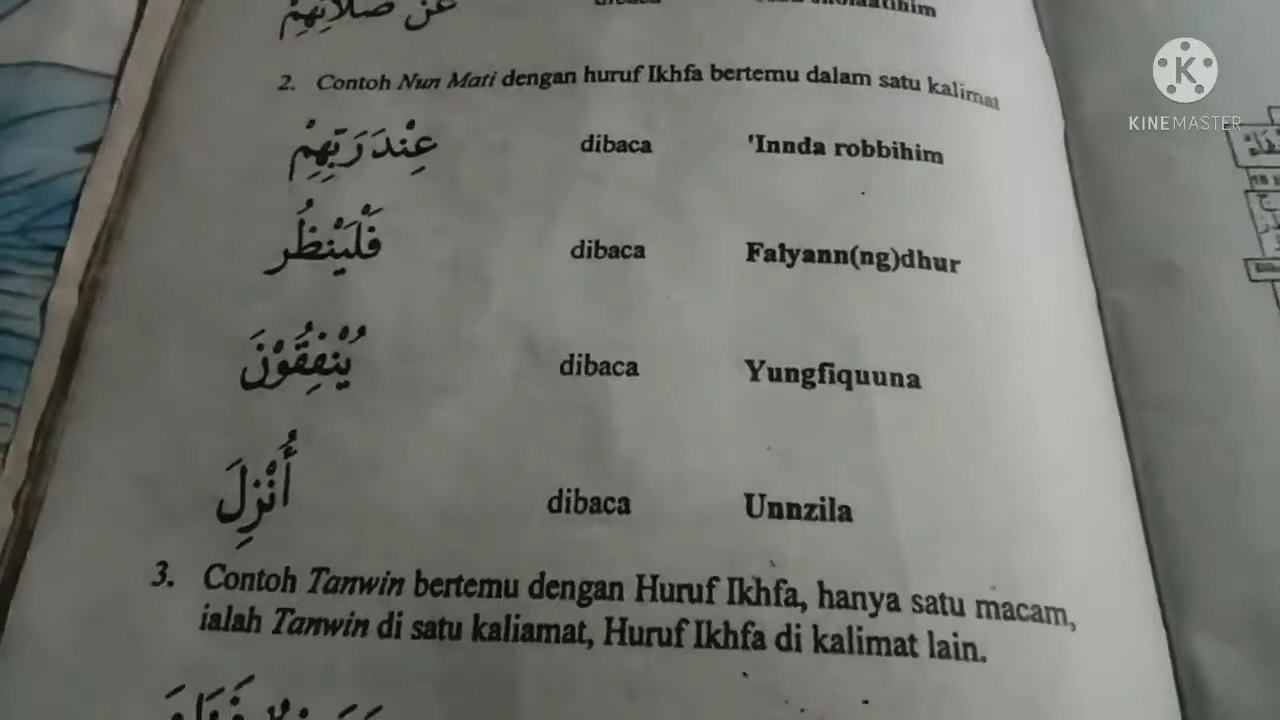 عَنْ صَلَاتِهِمْ
2. Contoh Nun Mati dengan huruf Ikhfa bertemu dalam satu kalimat
عِنْدَ رَبِّهِمْ dibaca 'Innda robbihim
فَلْيَنْظُر dibaca Falyann(ng)dhur
يُنْفِقُوْنَ dibaca Yungfiquuna
أُنْزِلَ dibaca Unnzila
3. Contoh Tanwin bertemu dengan Huruf Ikhfa, hanya satu macam,
ialah Tanwin di satu kaliamat, Huruf Ikhfa di kalimat lain.
KINEMASTER